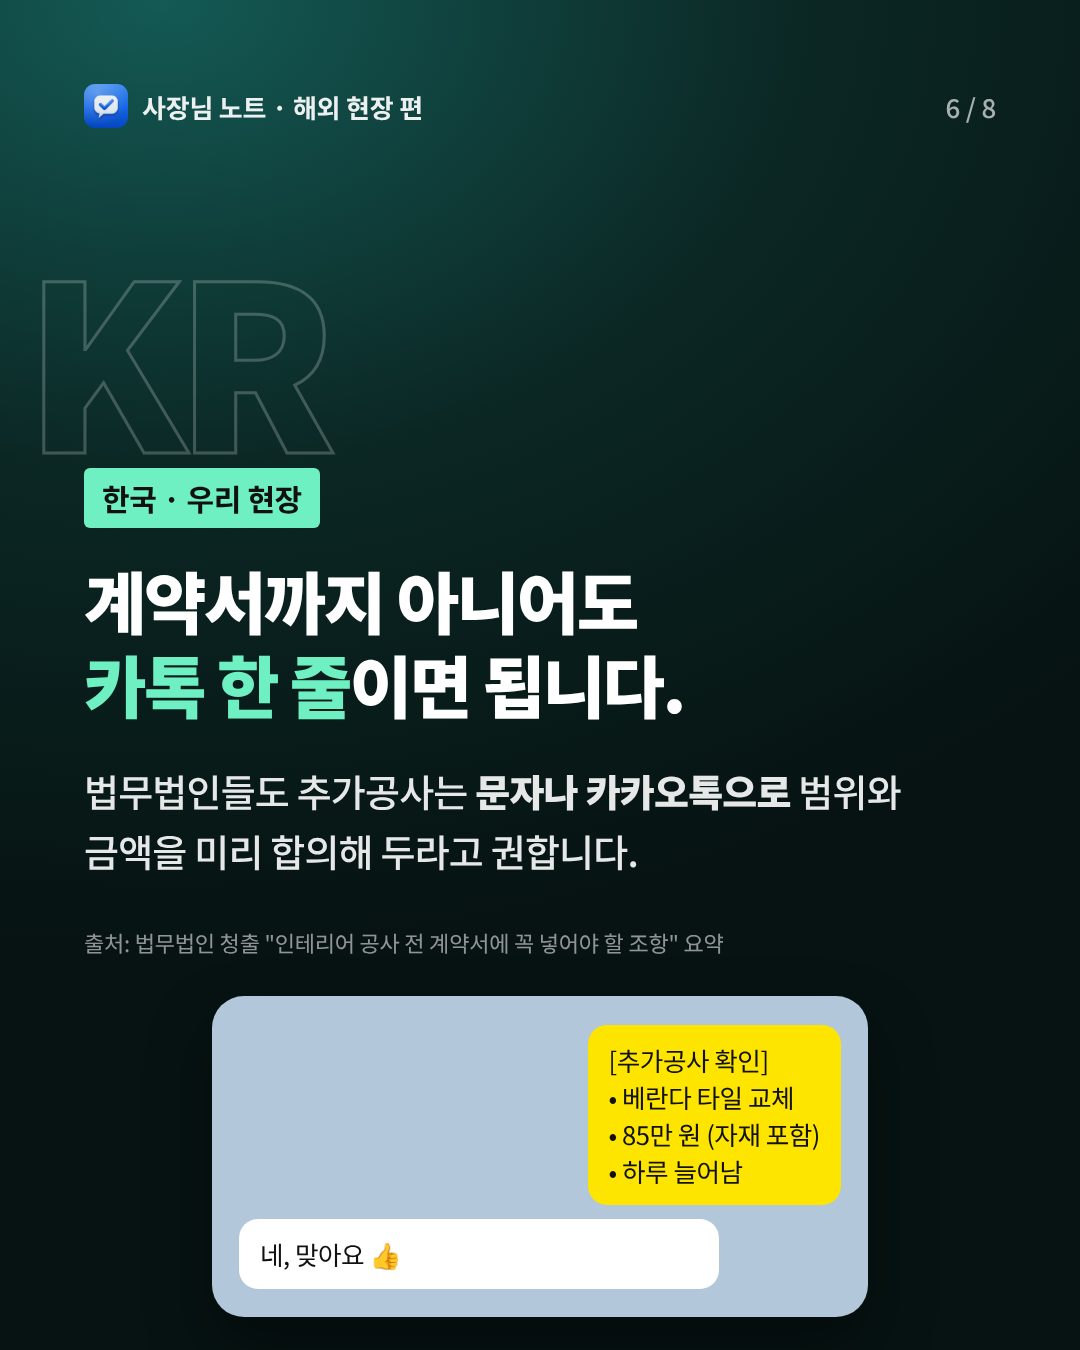 사장님 노트 · 해외 현장 편
6 / 8
KR
한국 · 우리 현장
계약서까지 아니어도
카톡 한 줄이면 됩니다.
법무법인들도 추가공사는 문자나 카카오톡으로 범위와
금액을 미리 합의해 두라고 권합니다.
출처: 법무법인 청출 "인테리어 공사 전 계약서에 꼭 넣어야 할 조항" 요약
[추가공사 확인]
• 베란다 타일 교체
• 85만 원 (자재 포함)
• 하루 늘어남
네, 맞아요 👍